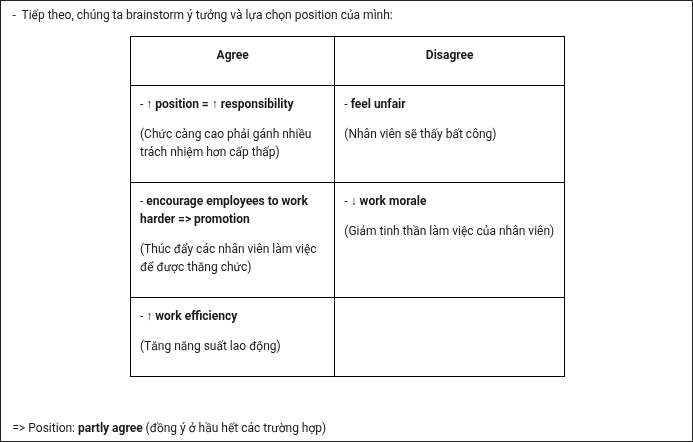 - Tiếp theo, chúng ta brainstorm ý tưởng và lựa chọn position của mình:
Agree
Disagree
- ↑ position = ↑ responsibility
(Chức càng cao phải gánh nhiều
trách nhiệm hơn cấp thấp)
- feel unfair
(Nhân viên sẽ thấy bất công)
- encourage employees to work
harder => promotion
(Thúc đẩy các nhân viên làm việc
để được thăng chức)
- ↓ work morale
(Giảm tinh thần làm việc của nhân viên)
- ↑ work efficiency
(Tăng năng suất lao động)
=> Position: partly agree (đồng ý ở hầu hết các trường hợp)